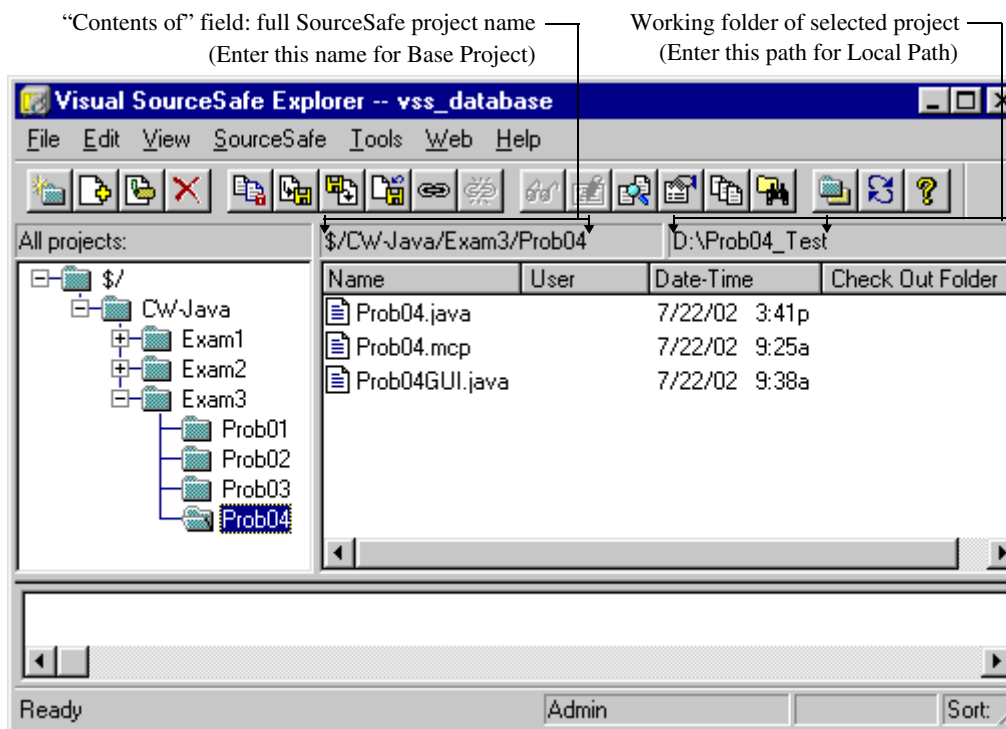 “Contents of” field: full SourceSafe project name
(Enter this name for Base Project)
Working folder of selected project
(Enter this path for Local Path)
Visual SourceSafe Explorer -- vss_database
File Edit View SourceSafe Tools Web Help
All projects:
$/CW-Java/Exam3/Prob04
D:\Prob04_Test
$/
CW-Java
Exam1
Exam2
Exam3
Prob01
Prob02
Prob03
Prob04
Name User Date-Time Check Out Folder
Prob04.java 7/22/02 3:41p
Prob04.mcp 7/22/02 9:25a
Prob04GUI.java 7/22/02 9:38a
Ready Admin Sort: